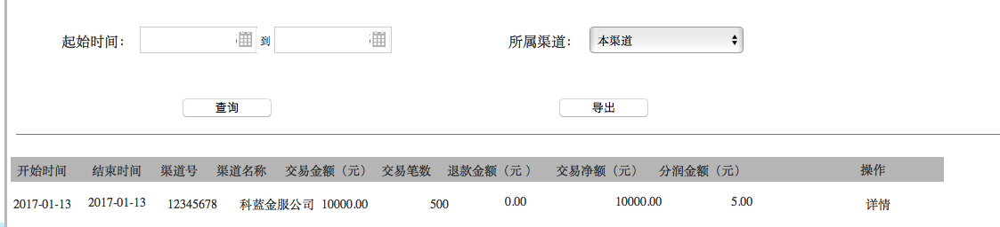 起始时间： 到 所属渠道： 本渠道
查询 导出
开始时间 结束时间 渠道号 渠道名称 交易金额（元） 交易笔数 退款金额（元 ） 交易净额（元） 分润金额（元） 操作
2017-01-13 2017-01-13 12345678 科蓝金服公司 10000.00 500 0.00 10000.00 5.00 详情